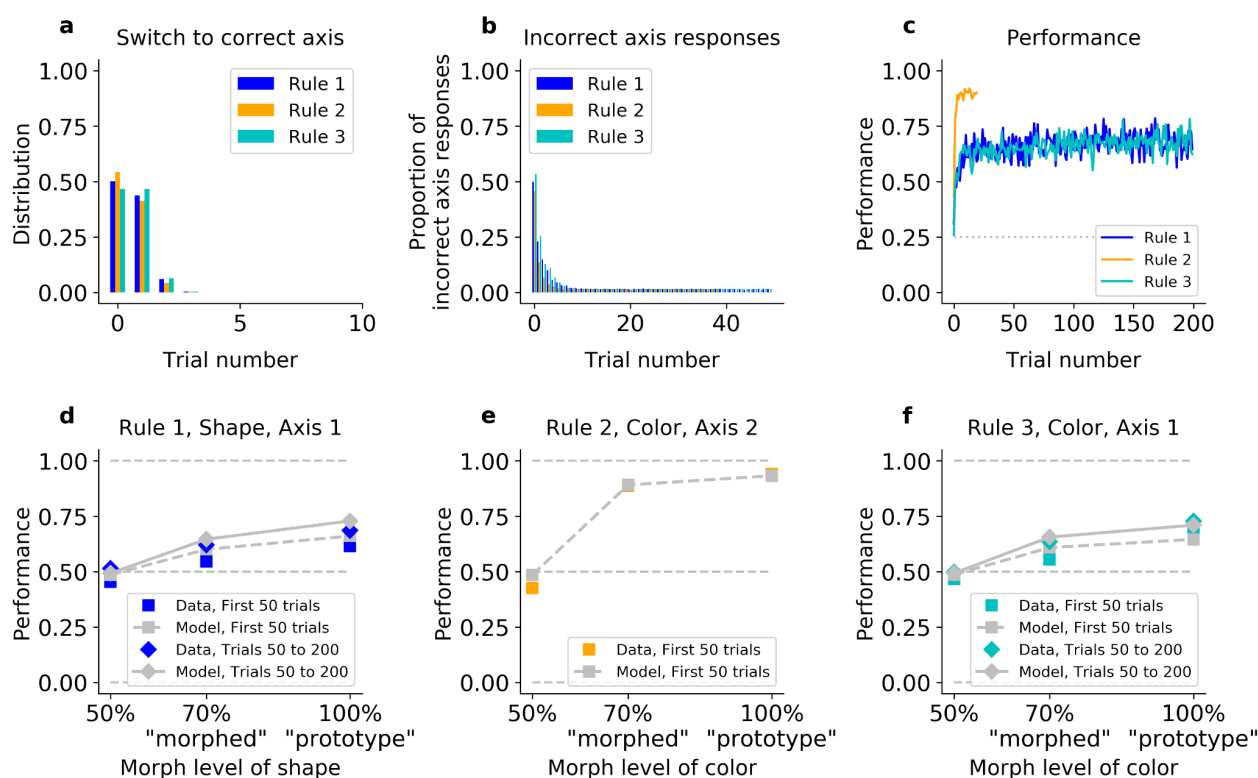 a
Switch to correct axis
1.00
0.75
0.50
0.25
0.00
Distribution
Rule 1
Rule 2
Rule 3
0
5
10
Trial number
b
Incorrect axis responses
1.00
0.75
0.50
0.25
0.00
Proportion of
incorrect axis responses
Rule 1
Rule 2
Rule 3
0
20
40
Trial number
c
Performance
1.00
0.75
0.50
0.25
0.00
Performance
Rule 1
Rule 2
Rule 3
0
50
100
150
200
Trial number
d
Rule 1, Shape, Axis 1
1.00
0.75
0.50
0.25
0.00
Performance
Data, First 50 trials
Model, First 50 trials
Data, Trials 50 to 200
Model, Trials 50 to 200
50%
70%
100%
"morphed"
"prototype"
Morph level of shape
e
Rule 2, Color, Axis 2
1.00
0.75
0.50
0.25
0.00
Performance
Data, First 50 trials
Model, First 50 trials
50%
70%
100%
"morphed"
"prototype"
Morph level of color
f
Rule 3, Color, Axis 1
1.00
0.75
0.50
0.25
0.00
Performance
Data, First 50 trials
Model, First 50 trials
Data, Trials 50 to 200
Model, Trials 50 to 200
50%
70%
100%
"morphed"
"prototype"
Morph level of color